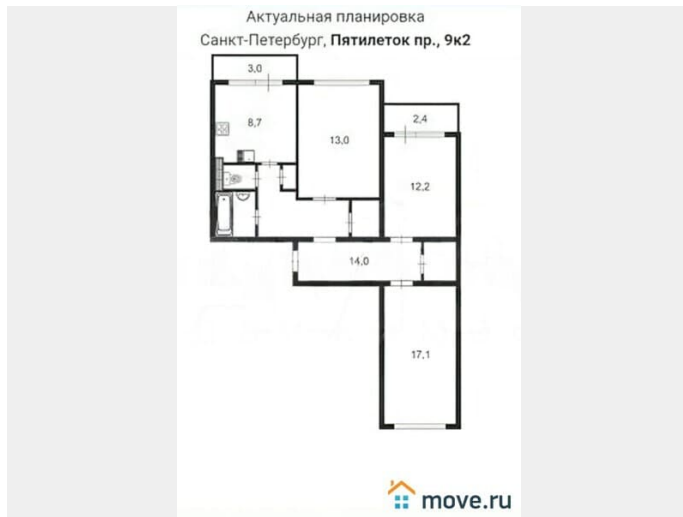 Актуальная планировка
Санкт-Петербург, Пятилеток пр., 9к2
3,0
8,7
13,0
2,4
12,2
14,0
17,1
move.ru